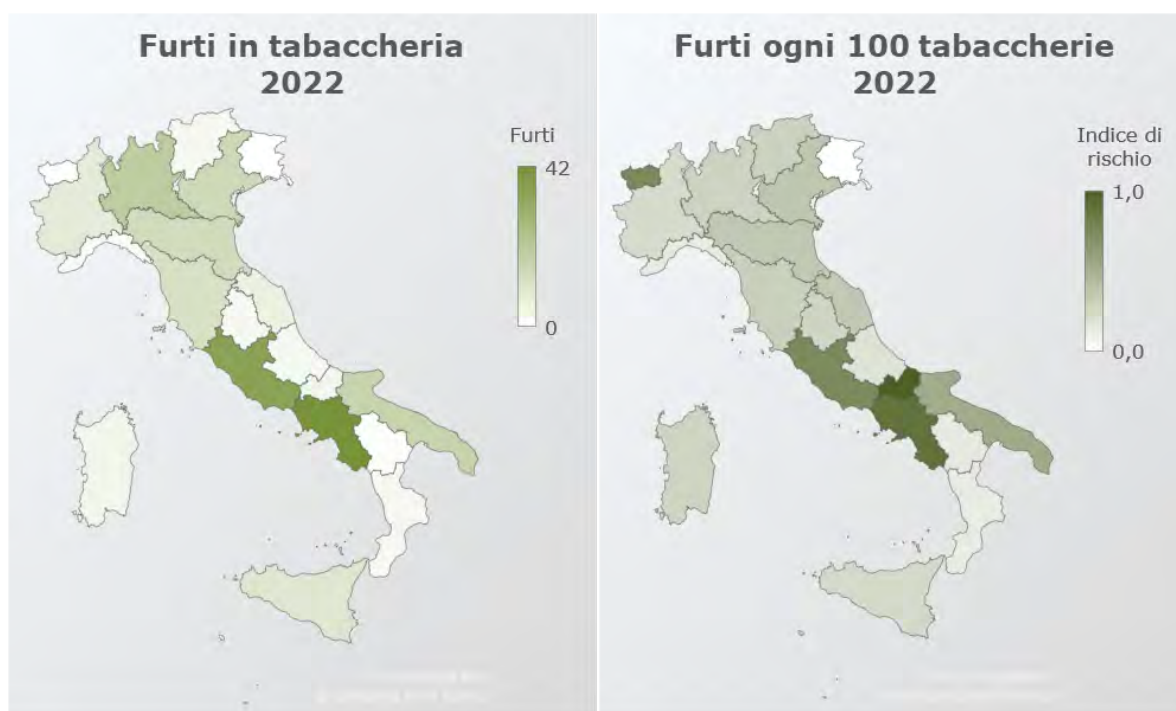 Furti in tabaccheria
2022
Furti
42
0
Furti ogni 100 tabaccherie
2022
Indice di
rischio
1,0
0,0